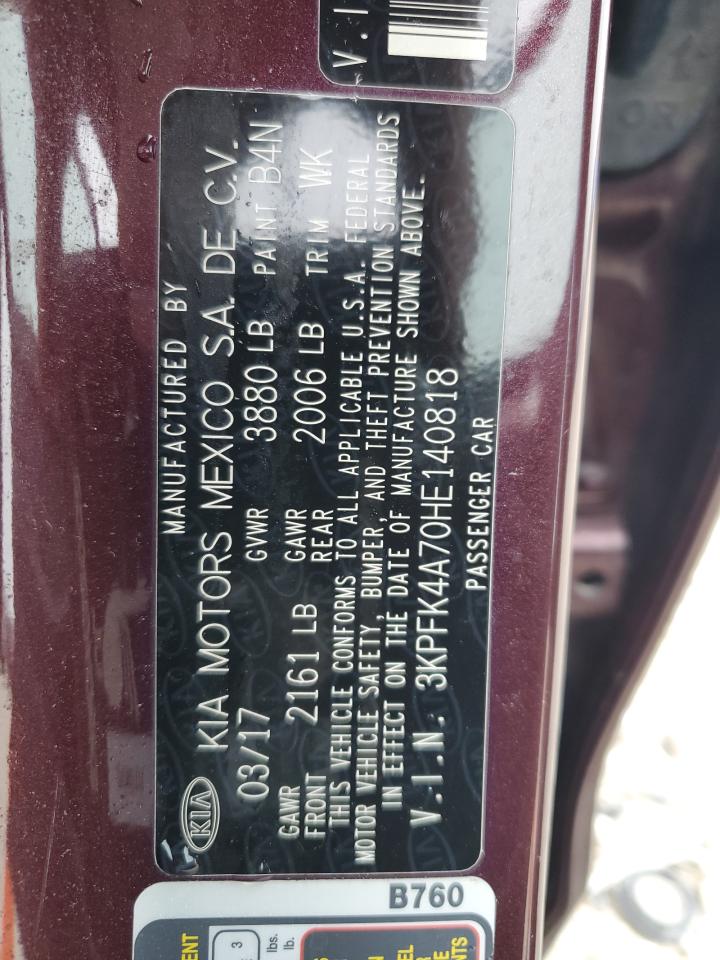 V.I
MANUFACTURED BY
KIA KIA MOTORS MEXICO S.A. DE C.V.
03/17 GVWR 3880 LB PAINT B4N
GAWR FRONT 2161 LB GAWR REAR 2006 LB TRIM WK
THIS VEHICLE CONFORMS TO ALL APPLICABLE U.S.A. FEDERAL
MOTOR VEHICLE SAFETY, BUMPER, AND THEFT PREVENTION STANDARDS
IN EFFECT ON THE DATE OF MANUFACTURE SHOWN ABOVE.
V.I.N. 3KPFK4A70HE140818
PASSENGER CAR
B760
3
lbs.
lb.